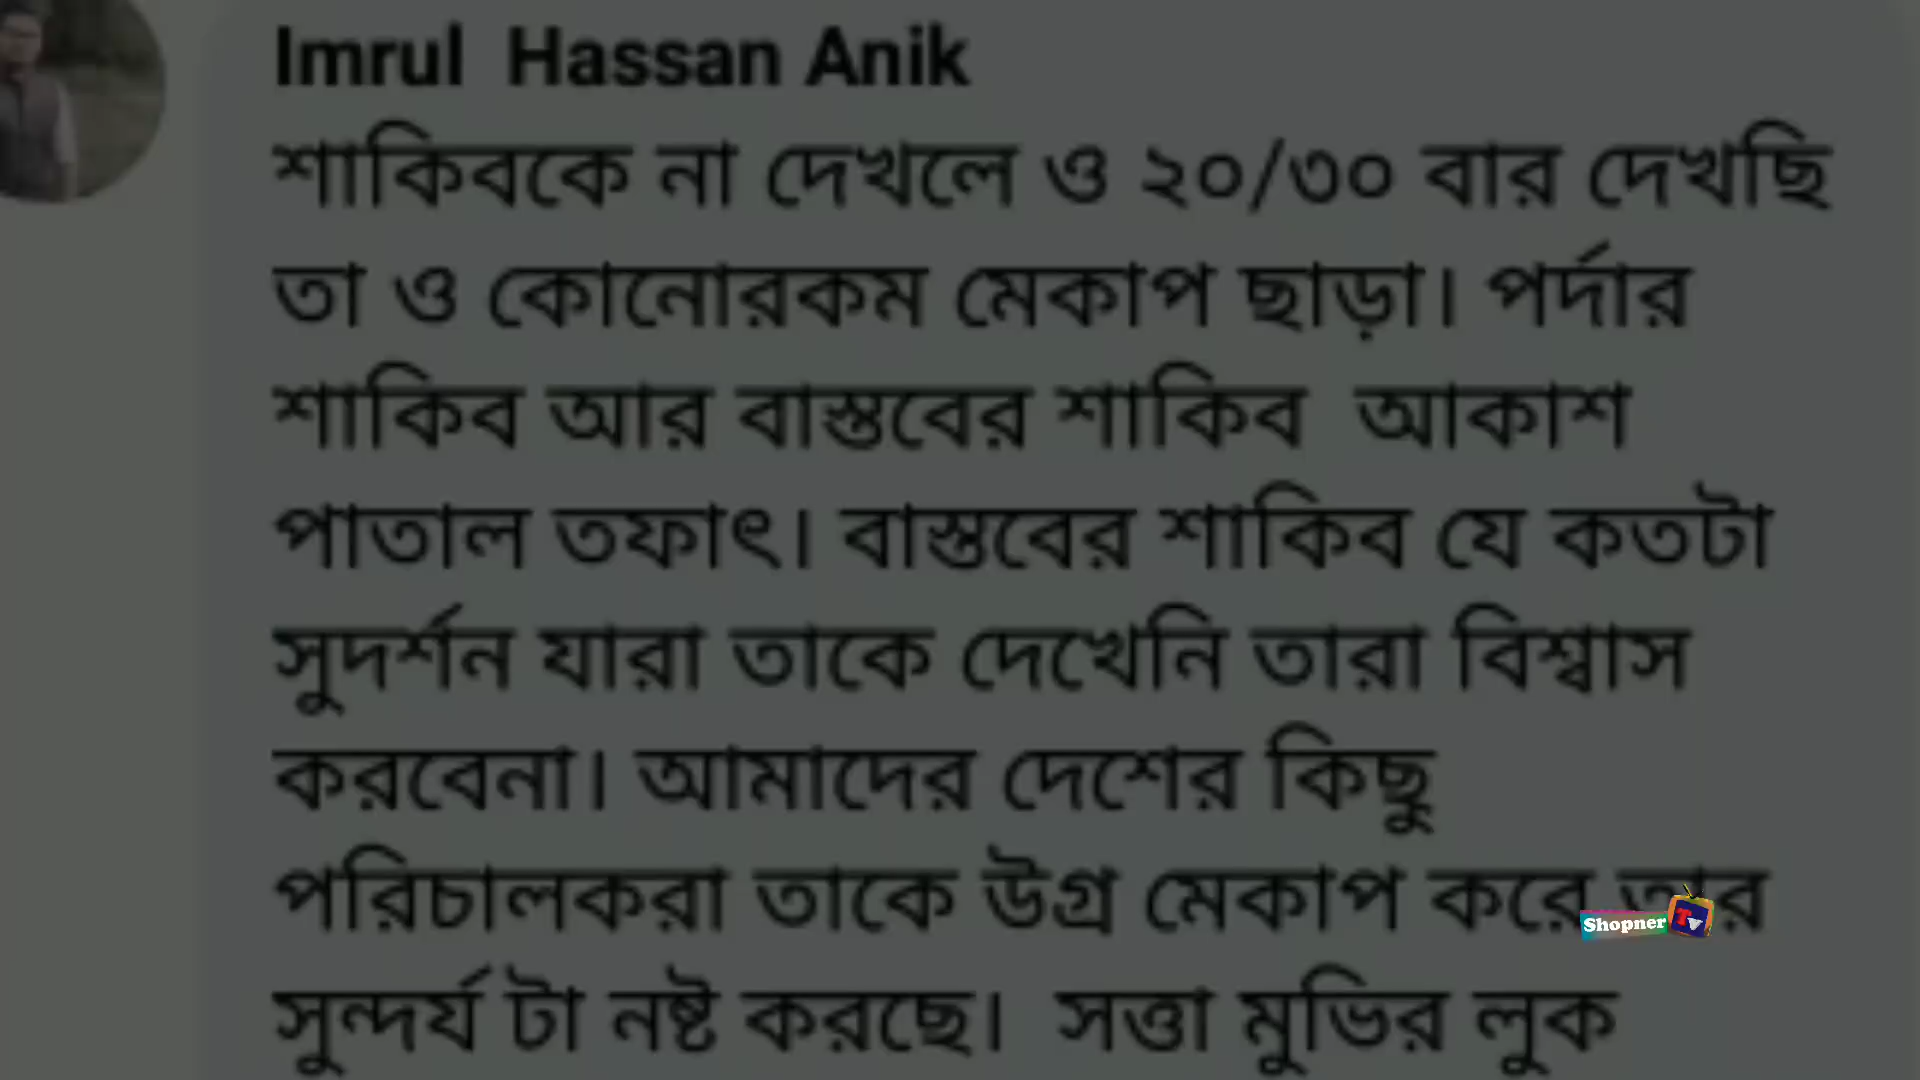 Imrul Hassan Anik
শাকিবকে না দেখলে ও ২০/৩০ বার দেখছি
তা ও কোনোরকম মেকাপ ছাড়া। পর্দার
শাকিব আর বাস্তবের শাকিব আকাশ
পাতাল তফাৎ। বাস্তবের শাকিব যে কতটা
সুদর্শন যারা তাকে দেখেনি তারা বিশ্বাস
করবেনা। আমাদের দেশের কিছু
পরিচালকরা তাকে উগ্র মেকাপ করে তার
Shopner Tv
সুন্দর্য টা নষ্ট করছে। সত্তা মুভির লুক